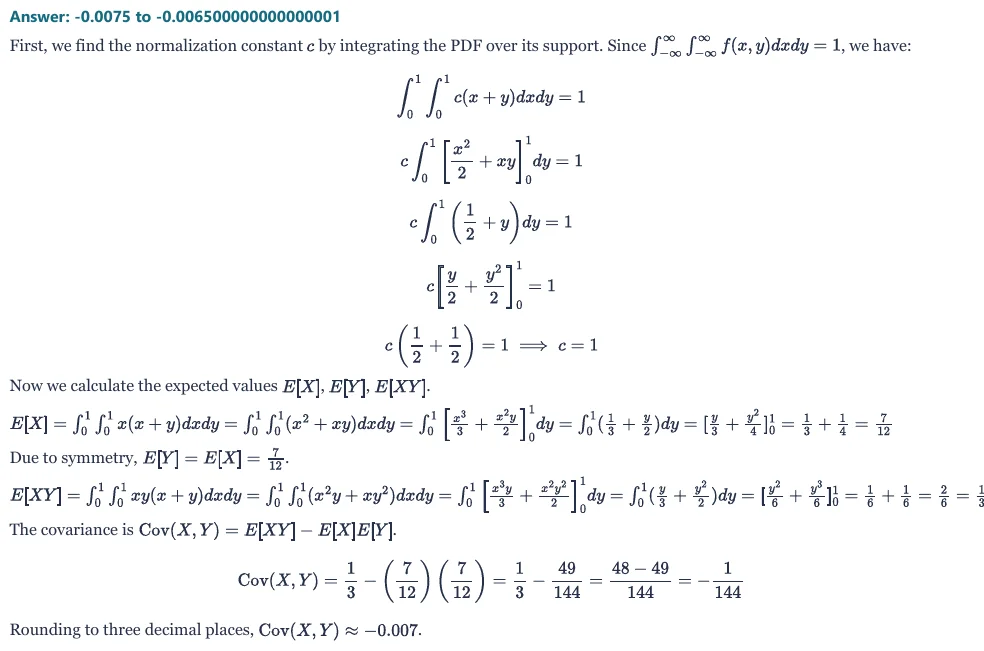 Answer: -0.0075 to -0.006500000000000001
First, we find the normalization constant c by integrating the PDF over its support. Since ∫_{-∞}^{∞} ∫_{-∞}^{∞} f(x, y)dxdy = 1, we have:
∫_0^1 ∫_0^1 c(x + y)dxdy = 1
c ∫_0^1 [x²/2 + xy]_0^1 dy = 1
c ∫_0^1 (1/2 + y) dy = 1
c [y/2 + y²/2]_0^1 = 1
c (1/2 + 1/2) = 1 ⟹ c = 1
Now we calculate the expected values E[X], E[Y], E[XY].
E[X] = ∫_0^1 ∫_0^1 x(x + y)dxdy = ∫_0^1 ∫_0^1 (x² + xy)dxdy = ∫_0^1 [x³/3 + x²y/2]_0^1 dy = ∫_0^1 (1/3 + y/2)dy = [y/3 + y²/4]_0^1 = 1/3 + 1/4 = 7/12
Due to symmetry, E[Y] = E[X] = 7/12.
E[XY] = ∫_0^1 ∫_0^1 xy(x + y)dxdy = ∫_0^1 ∫_0^1 (x²y + xy²)dxdy = ∫_0^1 [x³y/3 + x²y²/2]_0^1 dy = ∫_0^1 (y/3 + y²/2)dy = [y²/6 + y³/6]_0^1 = 1/6 + 1/6 = 2/6 = 1/3
The covariance is Cov(X, Y) = E[XY] − E[X]E[Y].
Cov(X, Y) = 1/3 − (7/12) (7/12) = 1/3 − 49/144 = 48 − 49/144 = −1/144
Rounding to three decimal places, Cov(X, Y) ≈ −0.007.